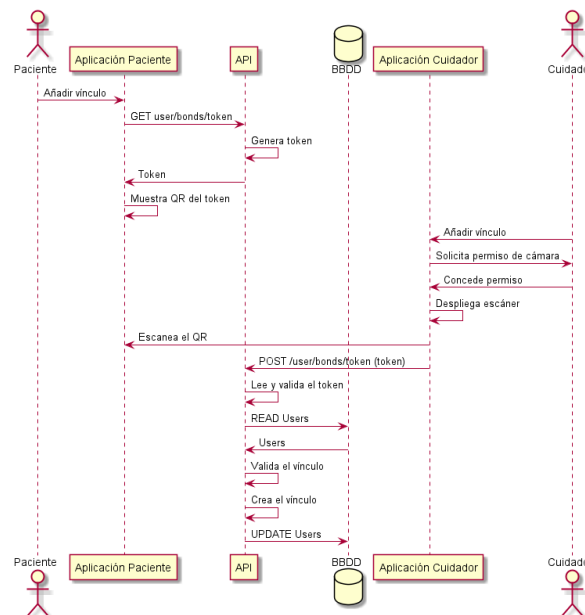 Paciente
Aplicación Paciente
API
BBDD
Aplicación Cuidador
Cuidado
Añadir vínculo
GET user/bonds/token
Genera token
Token
Muestra QR del token
Añadir vínculo
Solicita permiso de cámara
Concede permiso
Despliega escáner
Escanea el QR
POST /user/bonds/token (token)
Lee y valida el token
READ Users
Users
Valida el vínculo
Crea el vínculo
UPDATE Users
Paciente
Aplicación Paciente
API
BBDD
Aplicación Cuidador
Cuidado